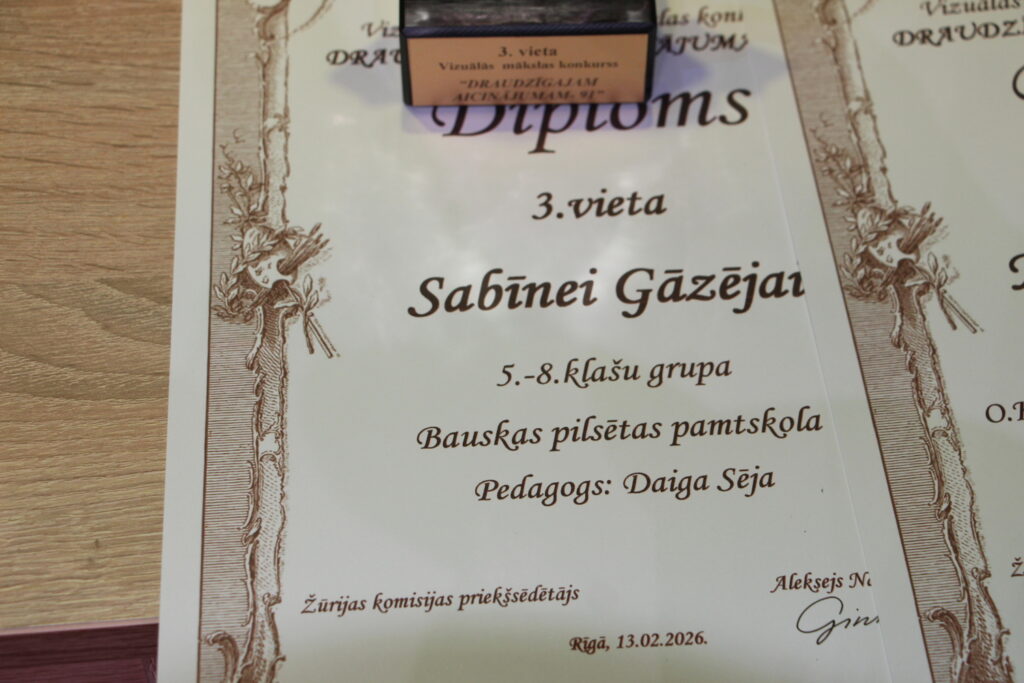 3. vieta
Vizuālās mākslas konkurss
"DRAUDZĪGAJAM
AICINĀJUMAM- 91"
Diploms
3.vieta
Sabīnei Gāzējai
5.-8.klašu grupa
Bauskas pilsētas pamtskola
Pedagogs: Daiga Sēja
Žūrijas komisijas priekšsēdētājs
Aleksejs
Rīgā, 13.02.2026.